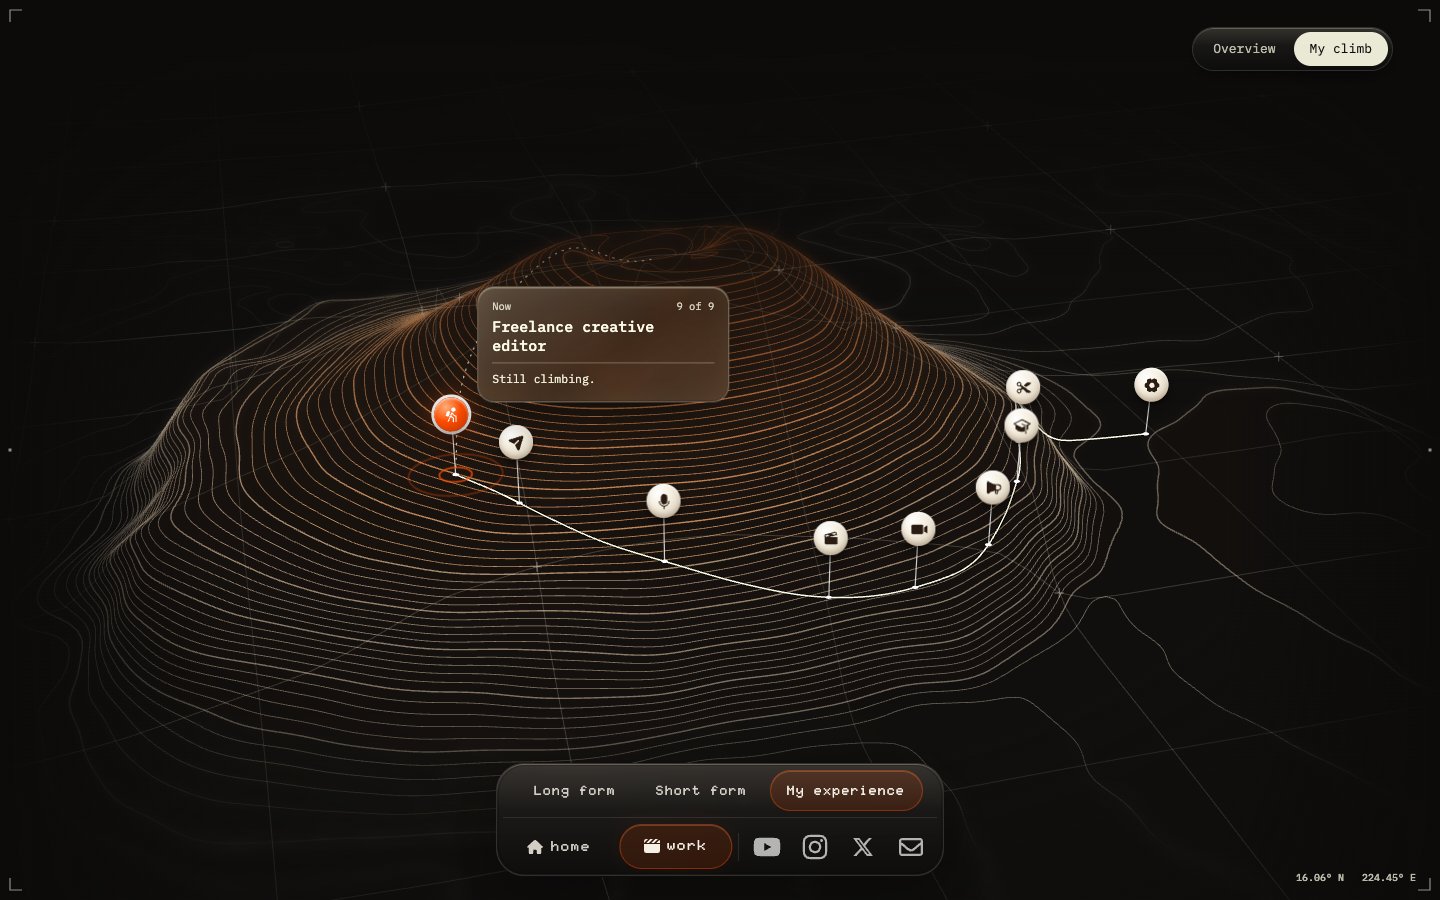 Overview
My climb
Now
9 of 9
Freelance creative
editor
Still climbing.
Long form
Short form
My experience
home
work
16.06° N
224.45° E